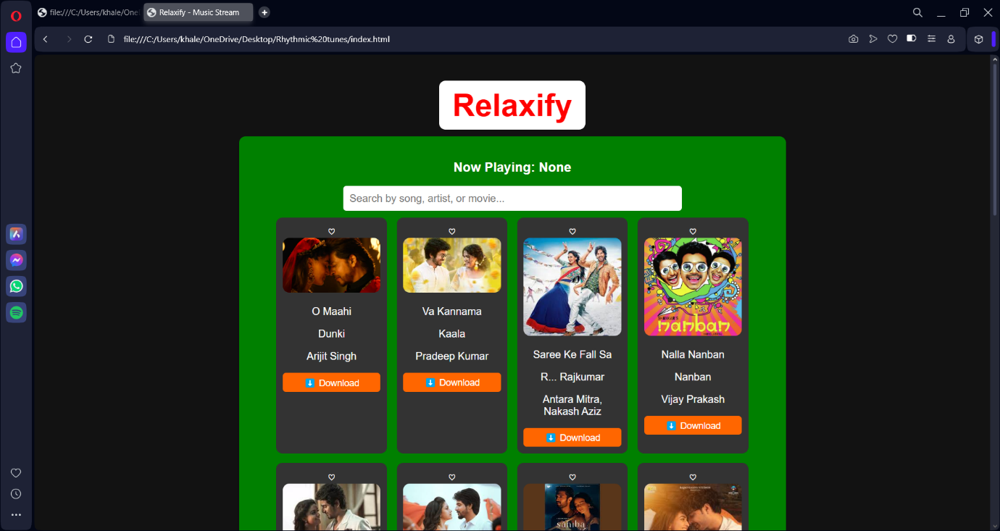 file:///C:/Users/khale/One
Relaxify - Music Stream
file:///C:/Users/khale/OneDrive/Desktop/Rhythmic%20tunes/index.html
Relaxify
Now Playing: None
Search by song, artist, or movie...
O Maahi
Dunki
Arijit Singh
Download
Va Kannama
Kaala
Pradeep Kumar
Download
Saree Ke Fall Sa
R... Rajkumar
Antara Mitra,
Nakash Aziz
Download
SHANKAR'S
nanban
Nalla Nanban
Nanban
Vijay Prakash
Download